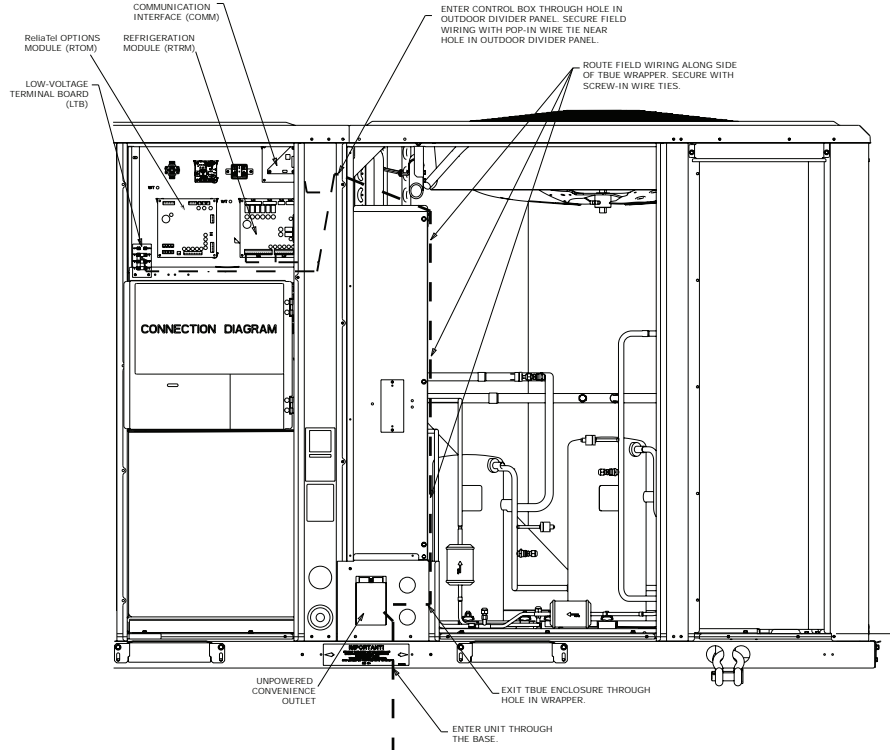 COMMUNICATION
INTERFACE (COMM)
ENTER CONTROL BOX THROUGH HOLE IN
OUTDOOR DIVIDER PANEL. SECURE FIELD
WIRING WITH POP-IN WIRE TIE NEAR
HOLE IN OUTDOOR DIVIDER PANEL.
ReliaTel OPTIONS
MODULE (RTOM)
REFRIGERATION
MODULE (RTRM)
ROUTE FIELD WIRING ALONG SIDE
OF TBUE WRAPPER. SECURE WITH
SCREW-IN WIRE TIES.
LOW-VOLTAGE
TERMINAL BOARD
(LTB)
CONNECTION DIAGRAM
IMPORTANT!
UNPOWERED
CONVENIENCE
OUTLET
EXIT TBUE ENCLOSURE THROUGH
HOLE IN WRAPPER.
ENTER UNIT THROUGH
THE BASE.